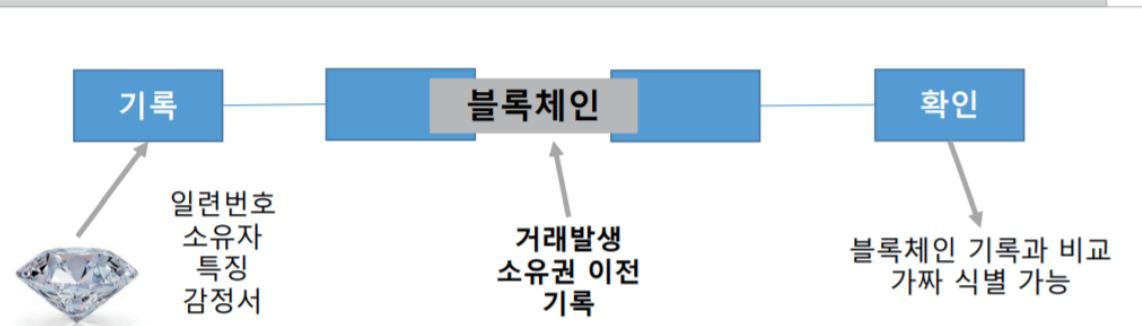 기록
블록체인
확인
일련번호
소유자
특징
감정서
거래발생
소유권 이전
기록
블록체인 기록과 비교
가짜 식별 가능